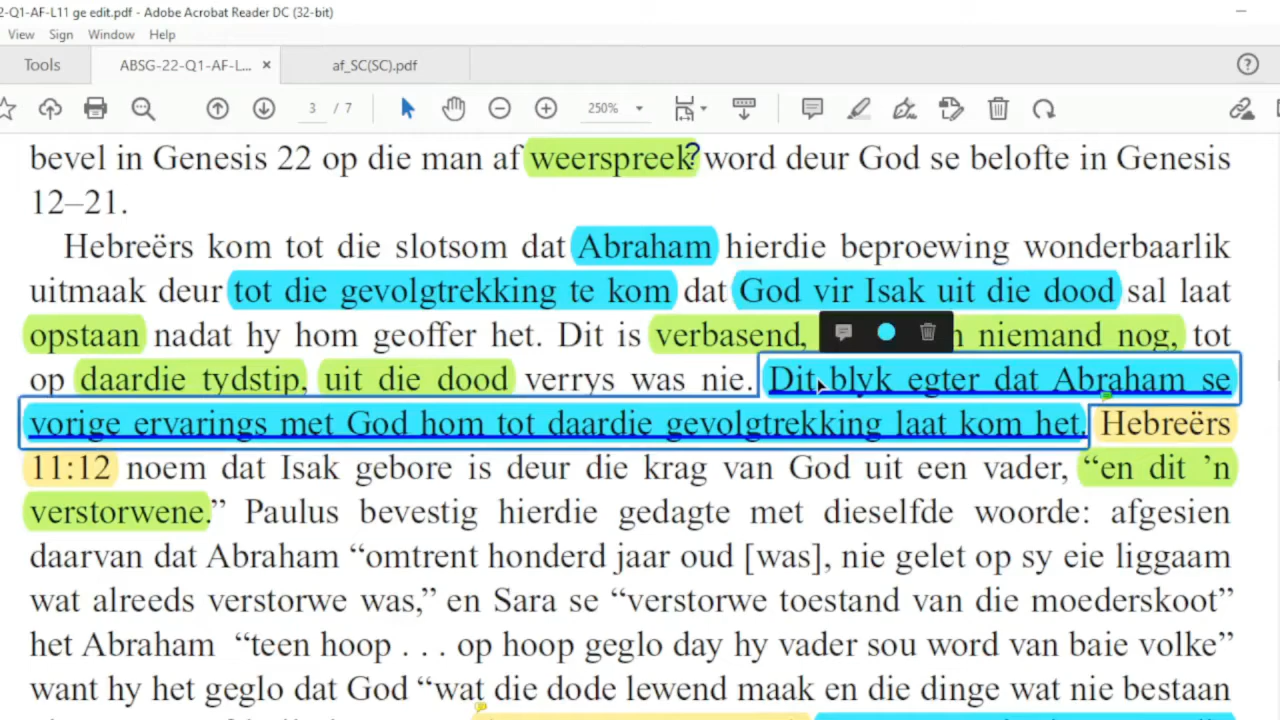 2-Q1-AF-L11 ge edit.pdf - Adobe Acrobat Reader DC (32-bit)
View Sign Window Help
Tools ABSG-22-Q1-AF-L... × af_SC(SC).pdf
3 / 7 250%
bevel in Genesis 22 op die man af weerspreek? word deur God se belofte in Genesis
12–21.
Hebreërs kom tot die slotsom dat Abraham hierdie beproewing wonderbaarlik
uitmaak deur tot die gevolgtrekking te kom dat God vir Isak uit die dood sal laat
opstaan nadat hy hom geoffer het. Dit is verbasend, niemand nog, tot
op daardie tydstip, uit die dood verrys was nie. Dit blyk egter dat Abraham se
vorige ervarings met God hom tot daardie gevolgtrekking laat kom het. Hebreërs
11:12 noem dat Isak gebore is deur die krag van God uit een vader, “en dit ’n
verstorwene.” Paulus bevestig hierdie gedagte met dieselfde woorde: afgesien
daarvan dat Abraham “omtrent honderd jaar oud [was], nie gelet op sy eie liggaam
wat alreeds verstorwe was,” en Sara se “verstorwe toestand van die moederskoot”
het Abraham “teen hoop . . . op hoop geglo day hy vader sou word van baie volke”
want hy het geglo dat God “wat die dode lewend maak en die dinge wat nie bestaan